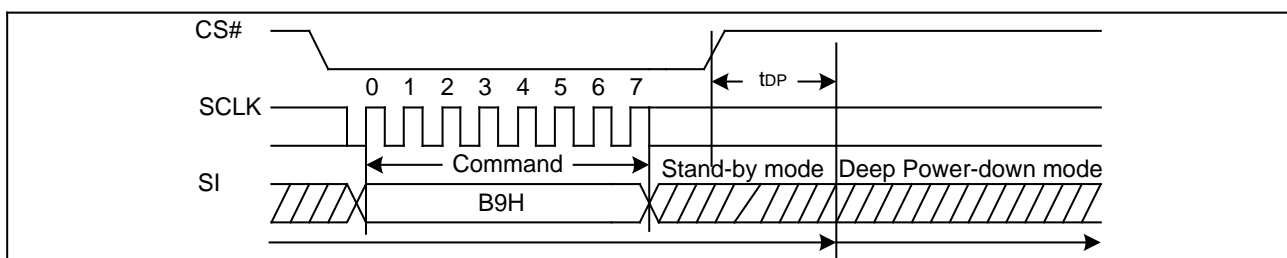 CS#
tDP
0 1 2 3 4 5 6 7
SCLK
Command
Stand-by mode Deep Power-down mode
SI
B9H